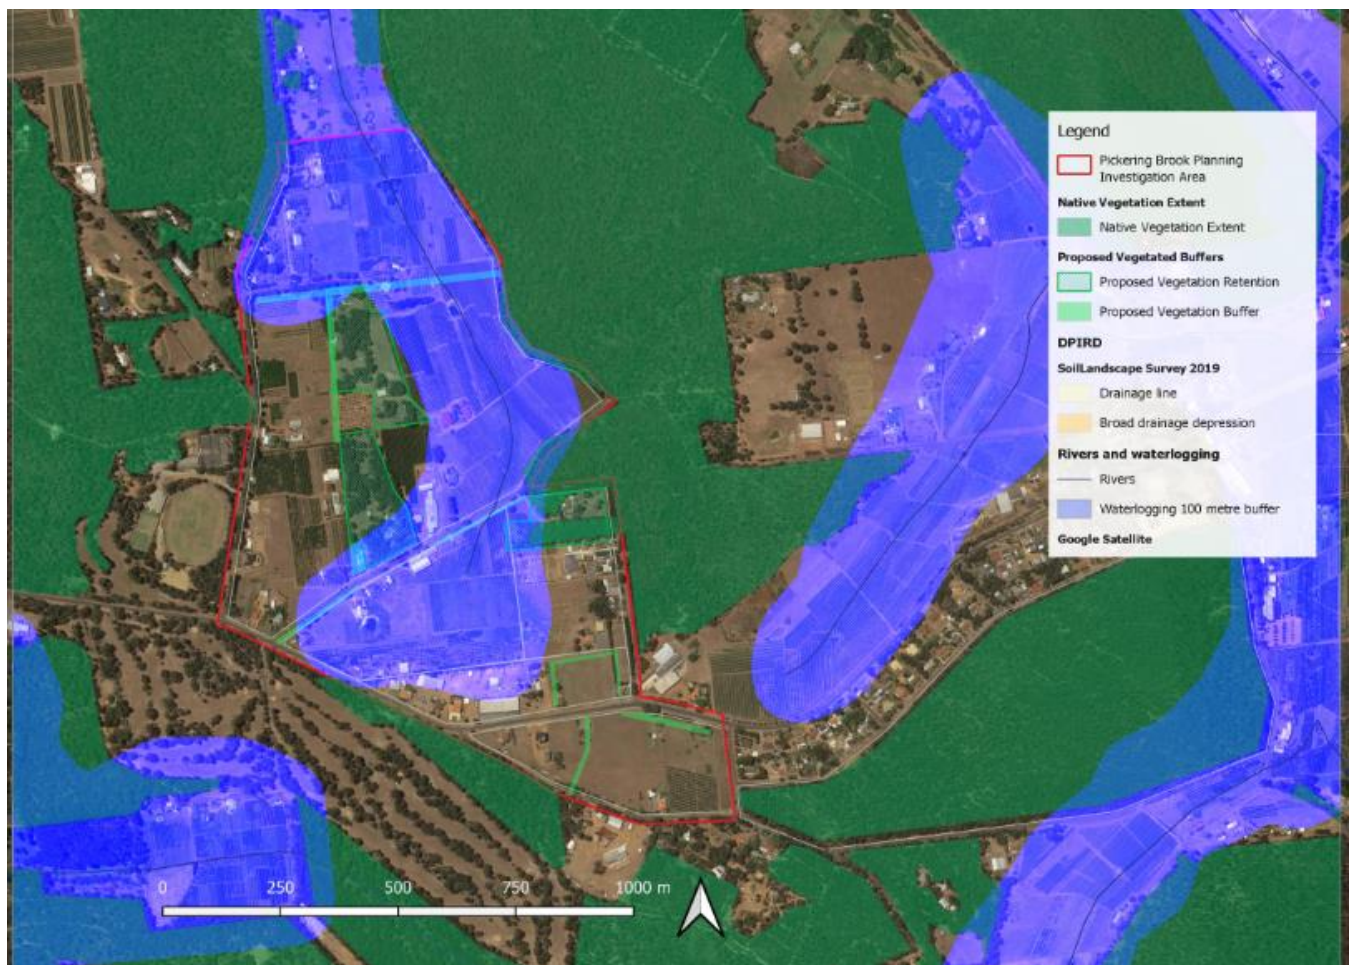 Legend
Pickering Brook Planning
Investigation Area
Native Vegetation Extent
Native Vegetation Extent
Proposed Vegetated Buffers
Proposed Vegetation Retention
Proposed Vegetation Buffer
DPIRD
SoilLandscape Survey 2019
Drainage line
Broad drainage depression
Rivers and waterlogging
Rivers
Waterlogging 100 metre buffer
Google Satellite
0 250 500 750 1000 m